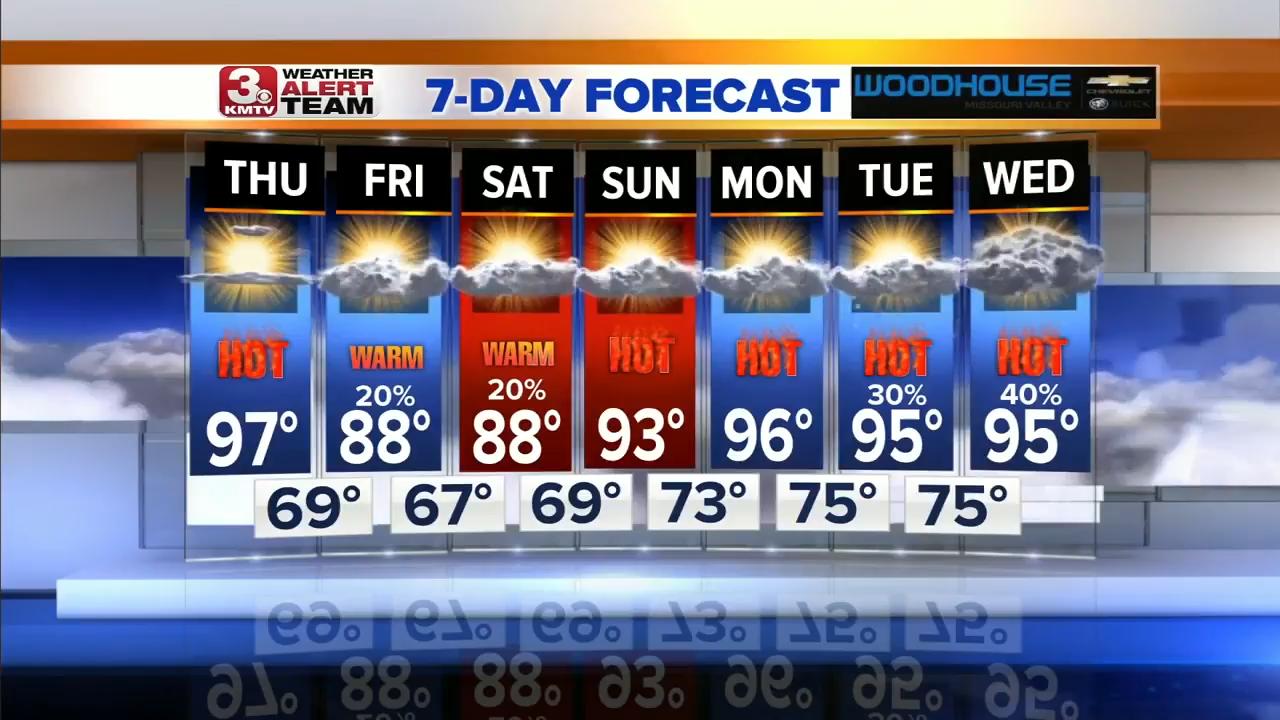 3
KMTV
WEATHER
ALERT
TEAM
7-DAY FORECAST
WOODHOUSE
MISSOURI VALLEY
CHEVROLET
BUICK
THU FRI SAT SUN MON TUE WED
HOT WARM WARM HOT HOT HOT HOT
20% 20% 30% 40%
97° 88° 88° 93° 96° 95° 95°
69° 67° 69° 73° 75° 75°